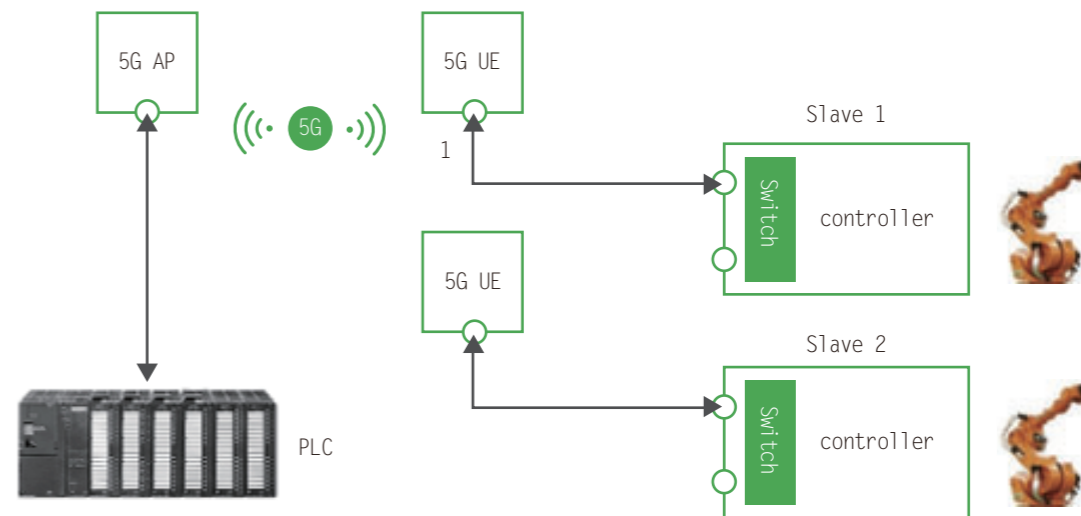 5G AP
5G UE
5G
1
Slave 1
Switch
controller
5G UE
Slave 2
Switch
controller
PLC